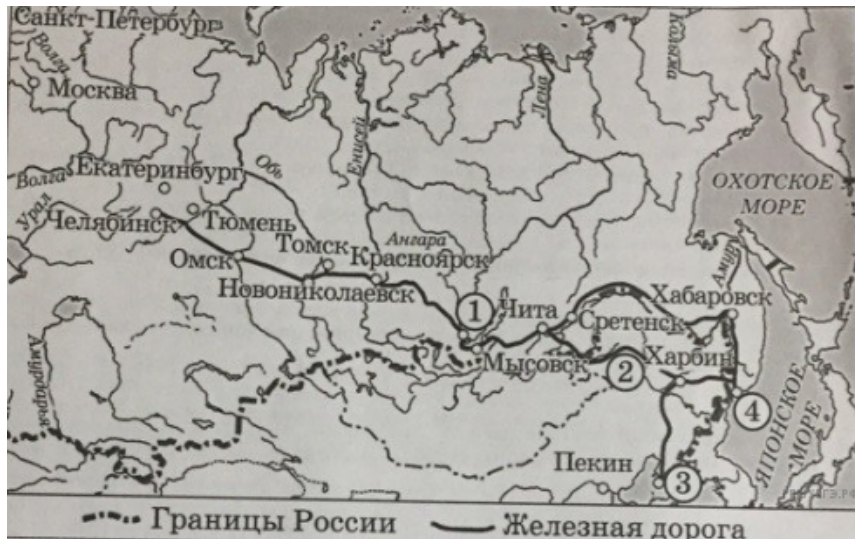 Санкт-Петербург
Волга
Москва
Екатеринбург
Волга
Урал
Челябинск
Тюмень
Обь
Енисей
Лена
Колыма
ОХОТСКОЕ
МОРЕ
Омск
Томск
Новониколаевск
Ангара
Красноярск
1
Чита
Сретенск
Мысовск
Амур
Хабаровск
Харбин
2
4
ЯПОНСКОЕ
МОРЕ
Амударья
Пекин
3
Границы России
Железная дорога